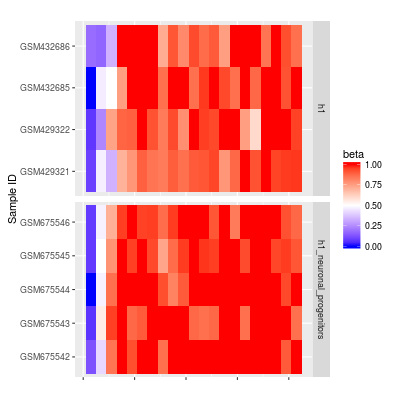 Sample ID
GSM432686
GSM432685
GSM429322
GSM429321
h1
GSM675546
GSM675545
GSM675544
GSM675543
GSM675542
h1_neuronal_progenitors
beta
1.00
0.75
0.50
0.25
0.00